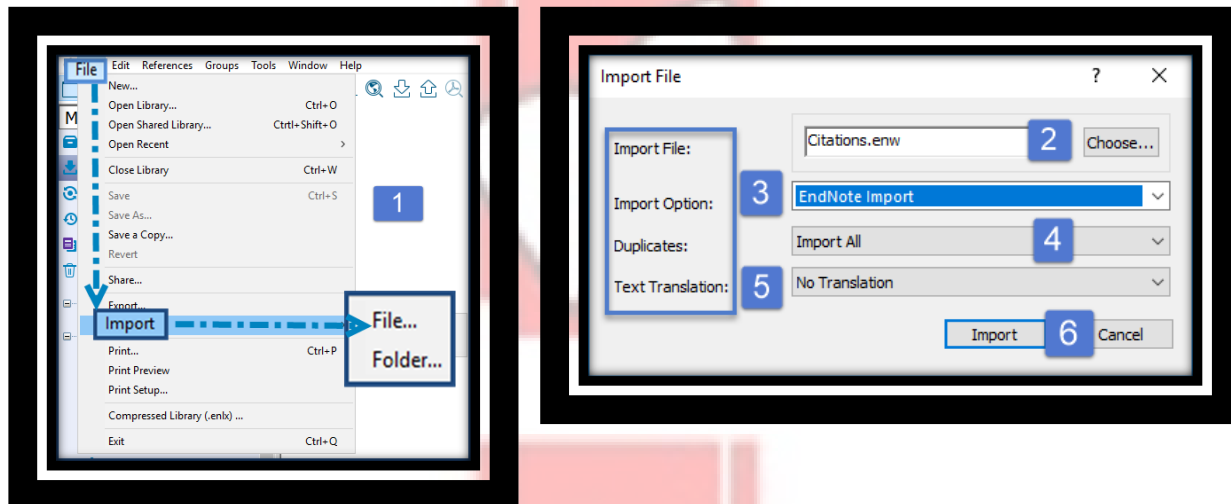 File Edit References Groups Tools Window Help
New...
Open Library... Ctrl+O
M
Open Shared Library... Ctrtl+Shift+O
Open Recent >
Close Library Ctrl+W
Save Ctrl+S
1
Save As...
Save a Copy...
Revert
Share...
Export...
Import
File...
Folder...
Print... Ctrl+P
Print Preview
Print Setup...
Compressed Library (.enlx) ...
Exit Ctrl+Q
Import File ? X
Import File: Citations.enw 2 Choose...
Import Option: 3 EndNote Import
Duplicates: Import All 4
Text Translation: 5 No Translation
Import 6 Cancel